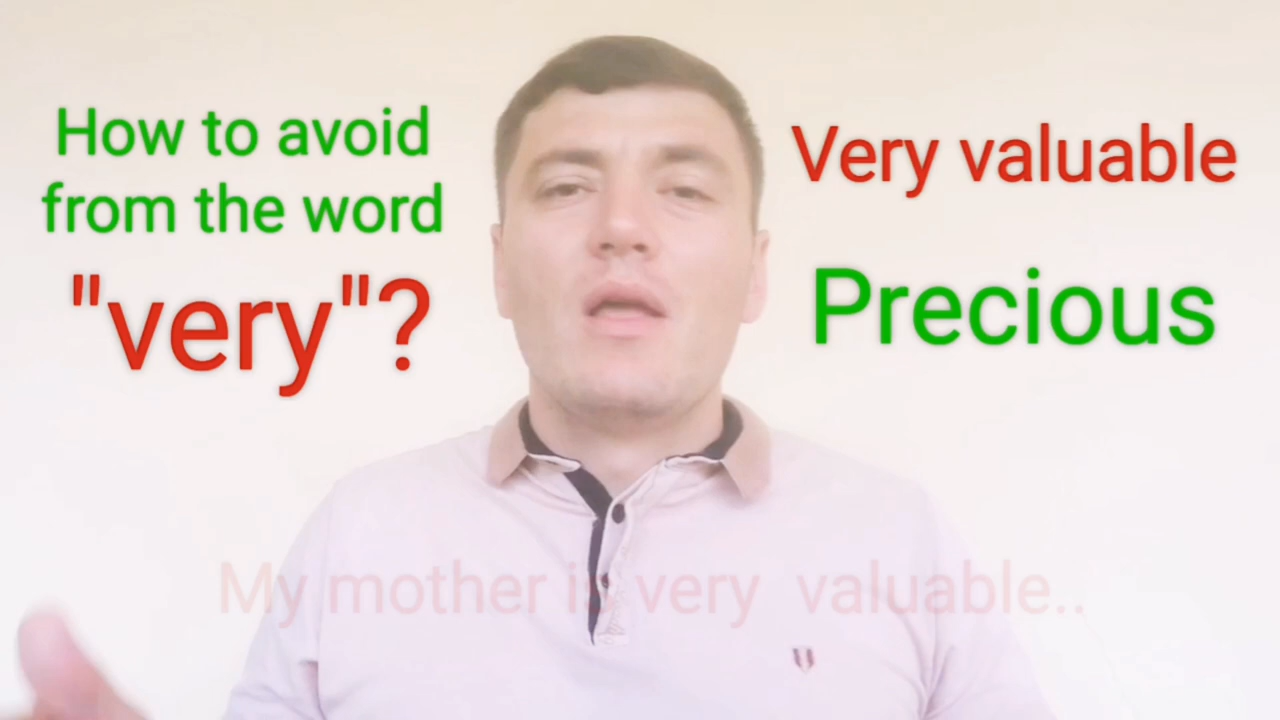 How to avoid
from the word
"very"?
Very valuable
Precious
My mother is very valuable..